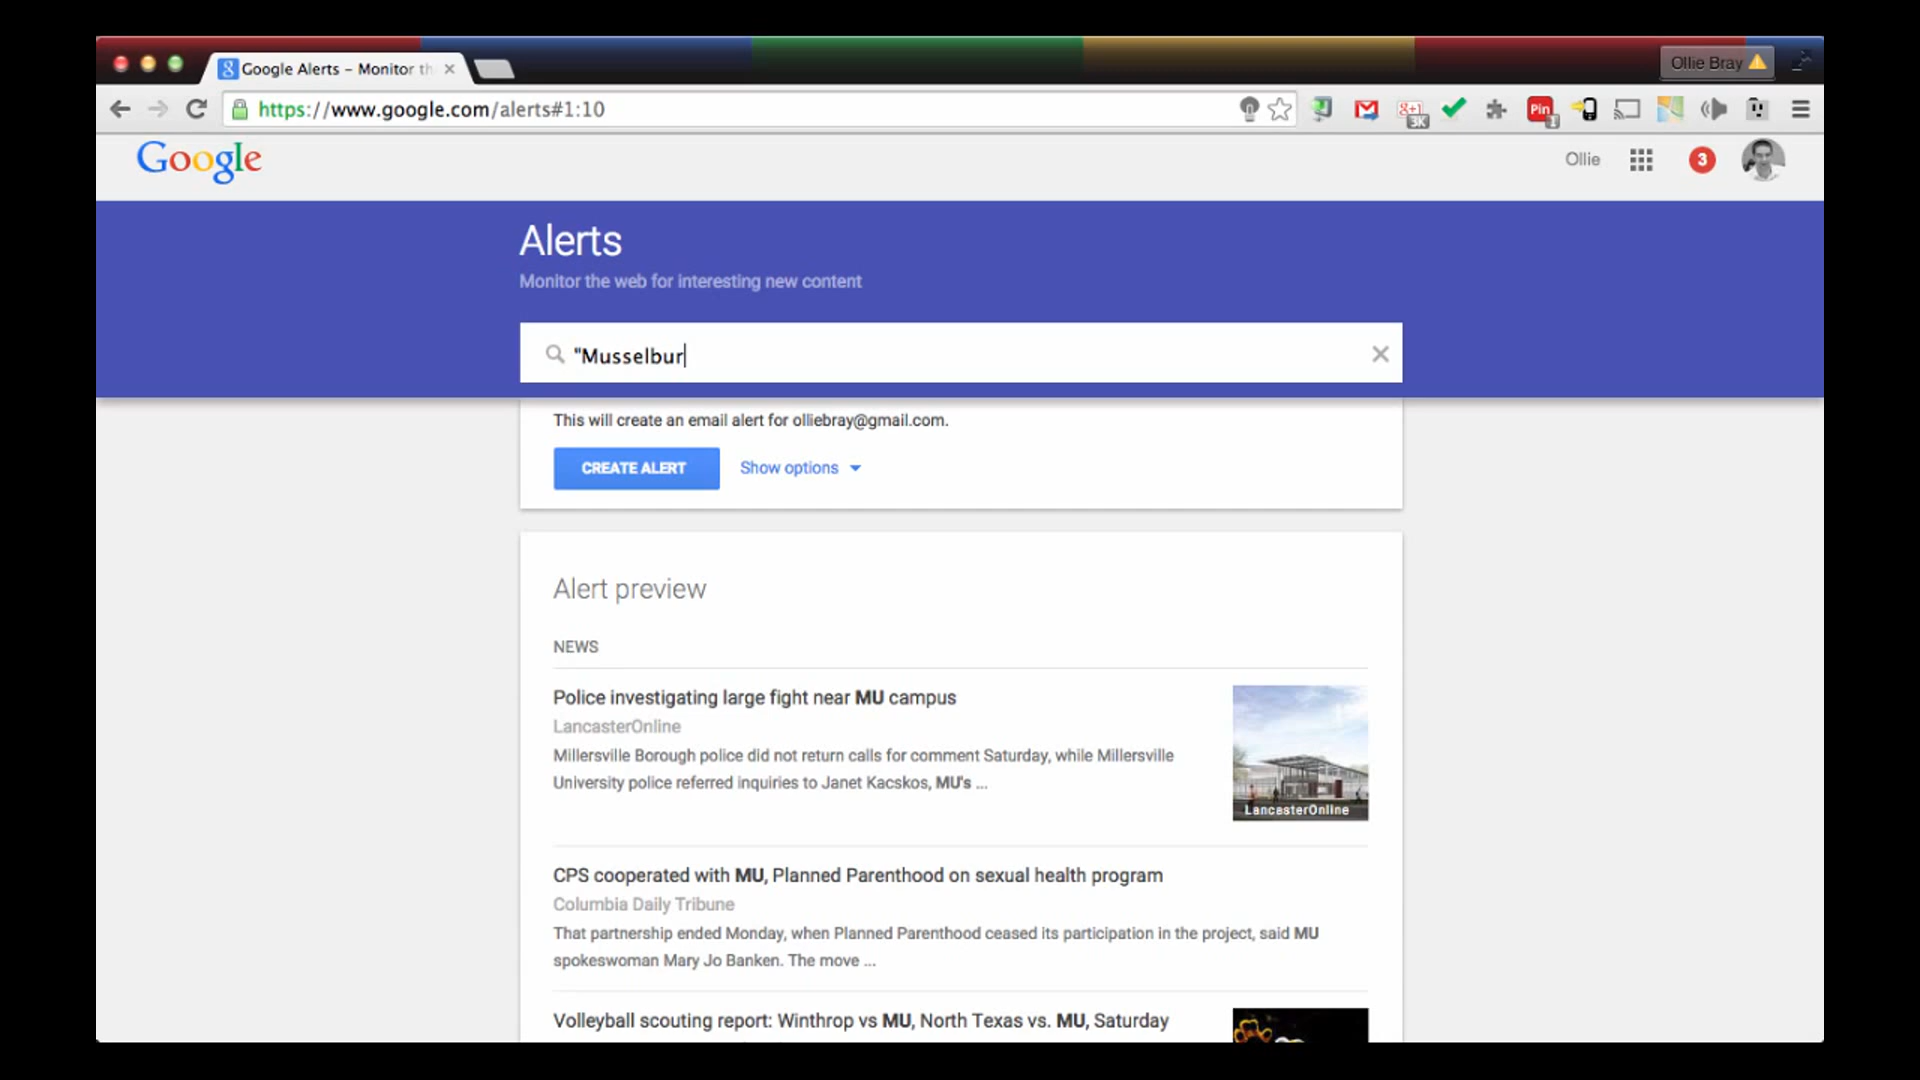 Google Alerts – Monitor th
Ollie Bray
https://www.google.com/alerts#1:10
g+1
3K
Pin
1
Google
Ollie
3
Alerts
Monitor the web for interesting new content
"Musselbur
This will create an email alert for olliebray@gmail.com.
CREATE ALERT
Show options
Alert preview
NEWS
Police investigating large fight near MU campus
LancasterOnline
Millersville Borough police did not return calls for comment Saturday, while Millersville
University police referred inquiries to Janet Kacskos, MU's ...
LancasterOnline
CPS cooperated with MU, Planned Parenthood on sexual health program
Columbia Daily Tribune
That partnership ended Monday, when Planned Parenthood ceased its participation in the project, said MU
spokeswoman Mary Jo Banken. The move ...
Volleyball scouting report: Winthrop vs MU, North Texas vs. MU, Saturday